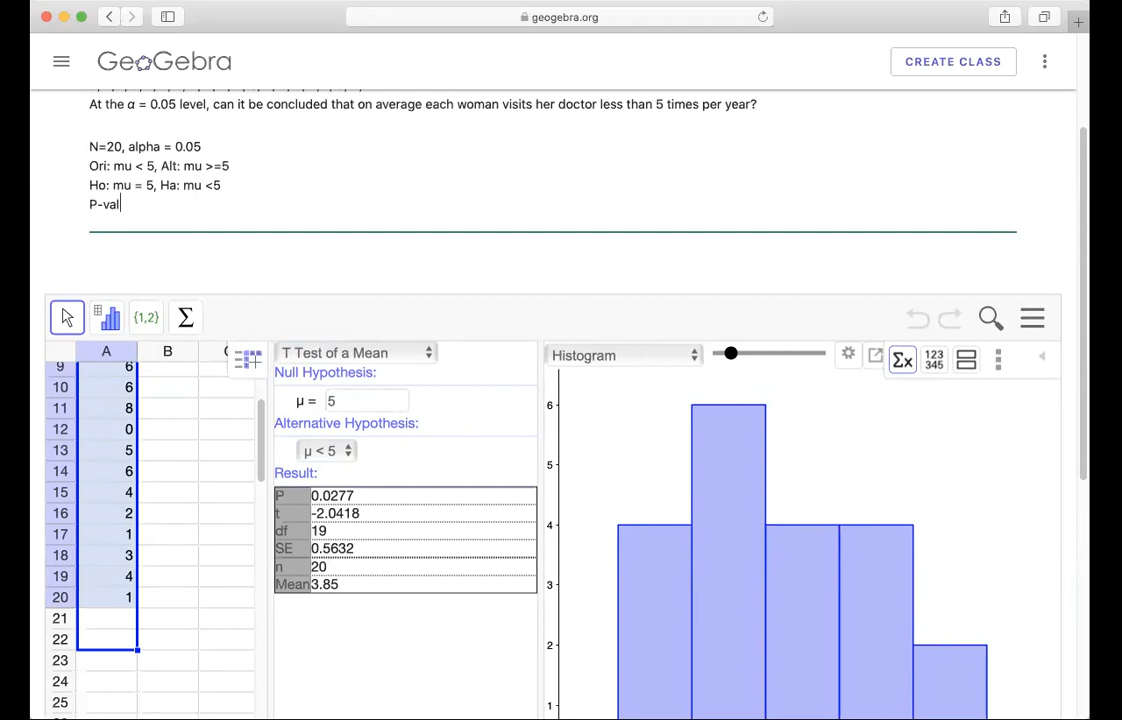 geogebra.org
GeoGebra
CREATE CLASS
At the α = 0.05 level, can it be concluded that on average each woman visits her doctor less than 5 times per year?
N=20, alpha = 0.05
Ori: mu < 5, Alt: mu >=5
Ho: mu = 5, Ha: mu <5
P-val
{1,2}
Σ
A B
T Test of a Mean
Histogram
Σx
123
345
Null Hypothesis:
μ = 5
Alternative Hypothesis:
μ < 5
Result:
P 0.0277
t -2.0418
df 19
SE 0.5632
n 20
Mean 3.85
9 6
10 6
11 8
12 0
13 5
14 6
15 4
16 2
17 1
18 3
19 4
20 1
21
22
23
24
25
6
5
4
3
2
1